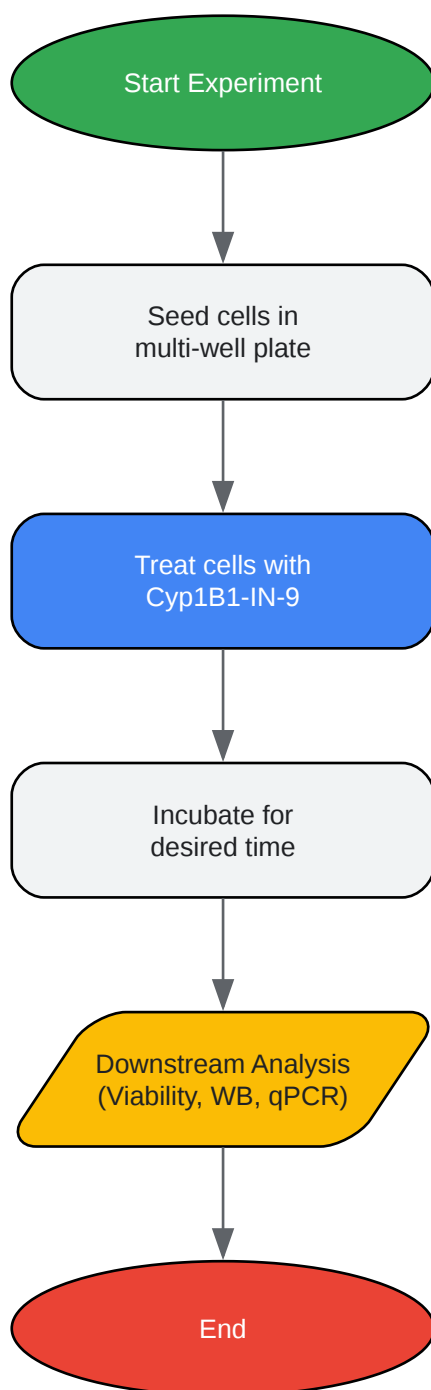 Start Experiment
Seed cells in
multi-well plate
Treat cells with
Cyp1B1-IN-9
Incubate for
desired time
Downstream Analysis
(Viability, WB, qPCR)
End